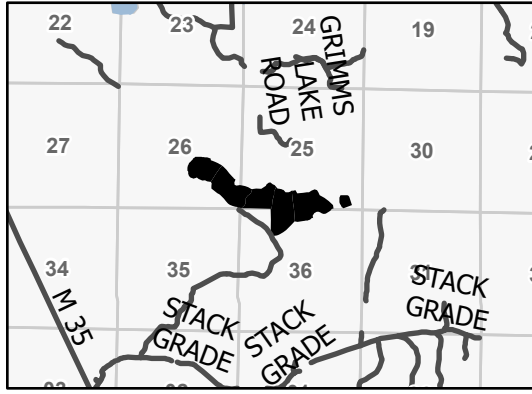 22
23
24
19
GRIMMS
LAKE
ROAD
27
26
25
30
34
35
36
31
STACK
GRADE
M 35
STACK
GRADE
STACK
GRADE